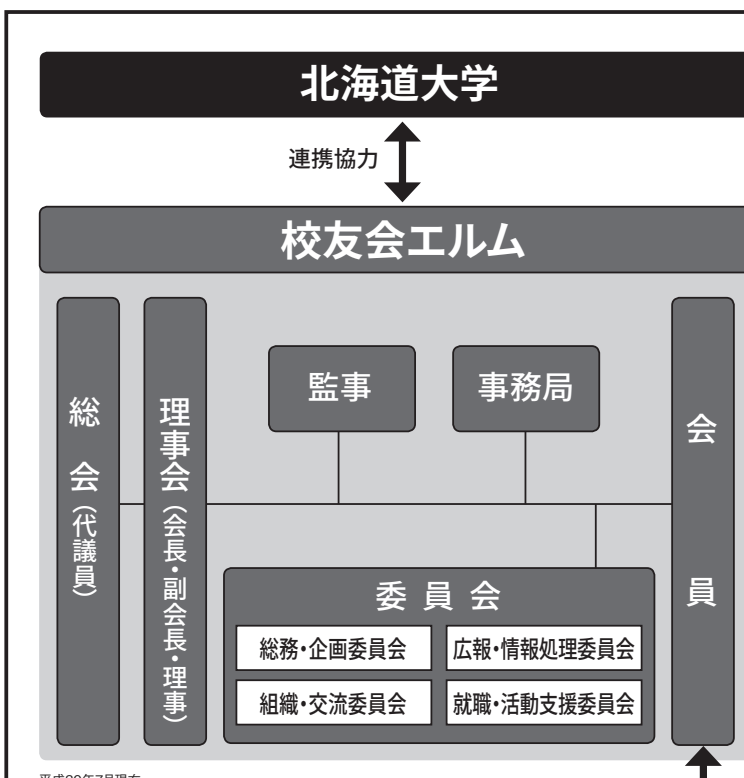 北海道大学
連携協力
校友会エルム
総会（代議員）
理事会（会長・副会長・理事）
監事
事務局
会員
委員会
総務・企画委員会
広報・情報処理委員会
組織・交流委員会
就職・活動支援委員会